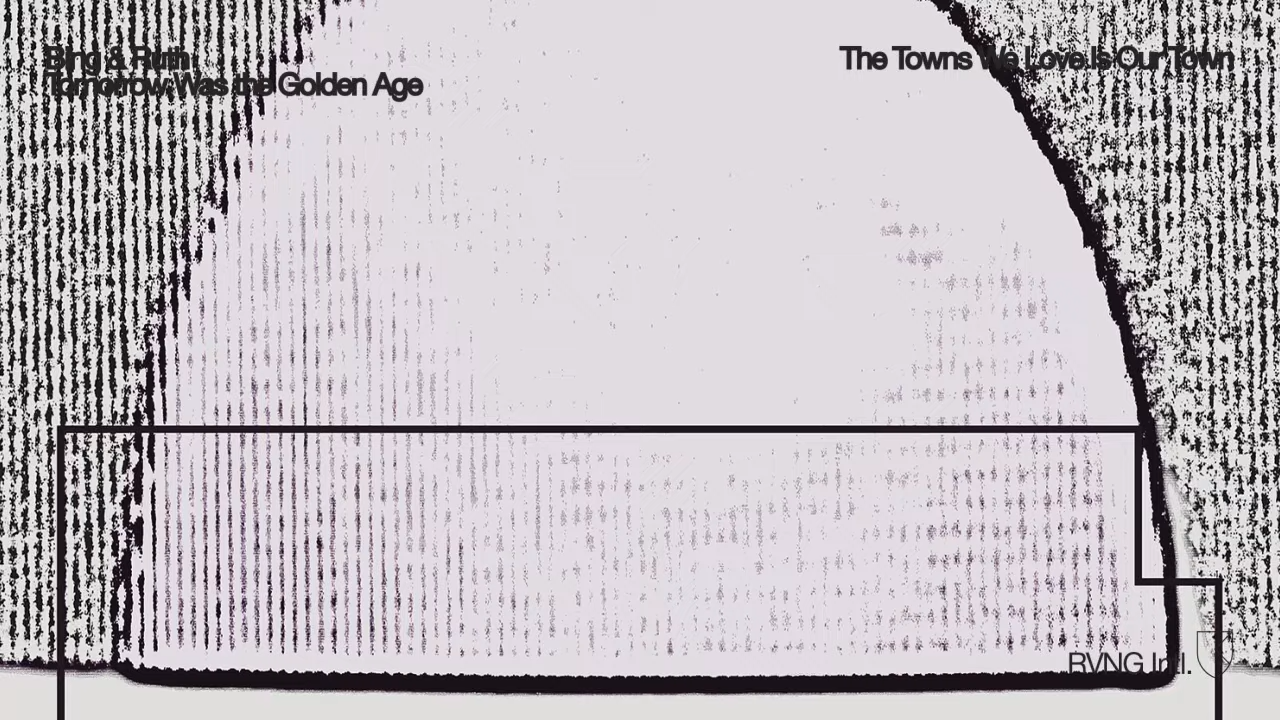 Bing & Ruth
Tomorrow Was the Golden Age
The Towns We Love Is Our Town
RVNG Intl.